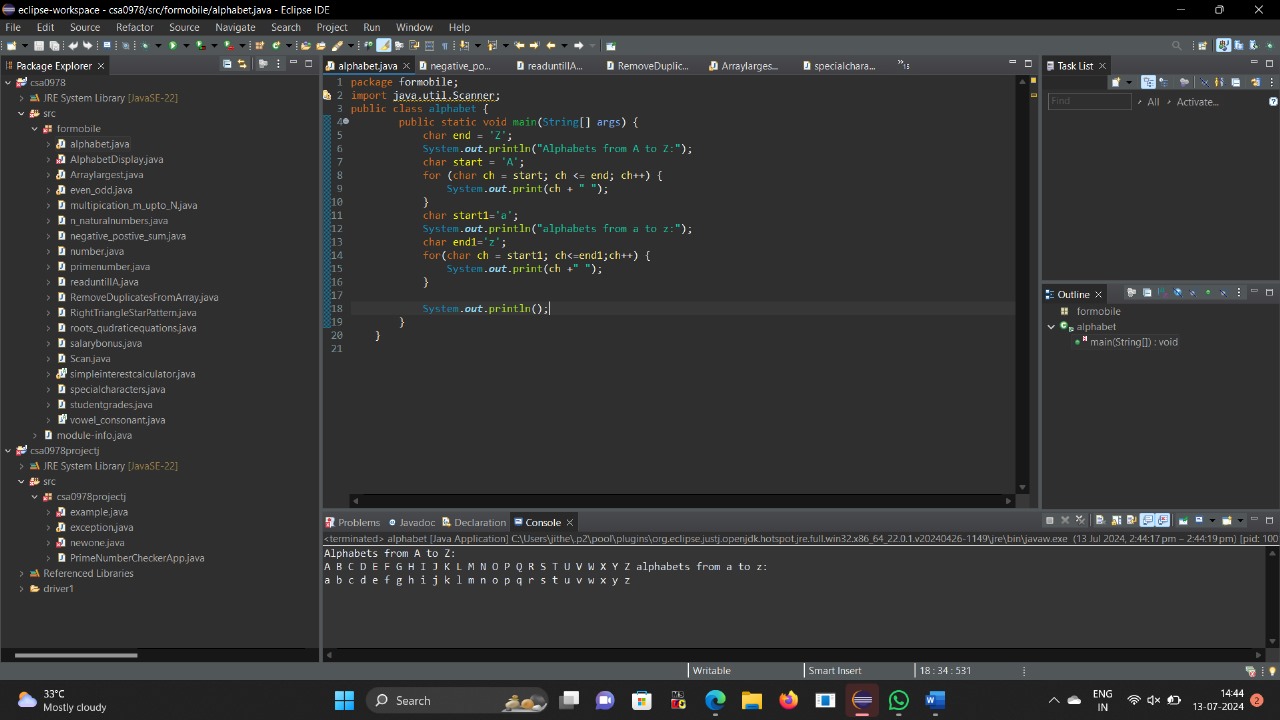 eclipse-workspace - csa0978/src/formobile/alphabet.java - Eclipse IDE
File Edit Source Refactor Source Navigate Search Project Run Window Help
Package Explorer
csa0978
JRE System Library [JavaSE-22]
src
formobile
alphabet.java
AlphabetDisplay.java
Arraylargest.java
even_odd.java
multipication_m_upto_N.java
n_naturalnumbers.java
negative_postive_sum.java
number.java
primenumber.java
readuntillA.java
RemoveDuplicatesFromArray.java
RightTriangleStarPattern.java
roots_qudraticequations.java
salarybonus.java
Scan.java
simpleinterestcalculator.java
specialcharacters.java
studentgrades.java
vowel_consonant.java
module-info.java
csa0978projectj
JRE System Library [JavaSE-22]
src
csa0978projectj
example.java
exception.java
newone.java
PrimeNumberCheckerApp.java
Referenced Libraries
driver1
alphabet.java negative_po... readuntillA... RemoveDuplic... Arraylarges... specialchara... »15
1 package formobile;
2 import java.util.Scanner;
3 public class alphabet {
4 public static void main(String[] args) {
5 char end = 'Z';
6 System.out.println("Alphabets from A to Z:");
7 char start = 'A';
8 for (char ch = start; ch <= end; ch++) {
9 System.out.print(ch + " ");
10 }
11 char start1='a';
12 System.out.println("alphabets from a to z:");
13 char end1='z';
14 for(char ch = start1; ch<=end1;ch++) {
15 System.out.print(ch +" ");
16 }
17
18 System.out.println();
19 }
20 }
21
Task List
Find All Activate...
Outline
formobile
alphabet
main(String[]) : void
Problems Javadoc Declaration Console
<terminated> alphabet [Java Application] C:\Users\jithe\.p2\pool\plugins\org.eclipse.justj.openjdk.hotspot.jre.full.win32.x86_64_22.0.1.v20240426-1149\jre\bin\javaw.exe (13 Jul 2024, 2:44:17 pm – 2:44:19 pm) [pid: 100
Alphabets from A to Z:
A B C D E F G H I J K L M N O P Q R S T U V W X Y Z alphabets from a to z:
a b c d e f g h i j k l m n o p q r s t u v w x y z
Writable Smart Insert 18 : 34 : 531
33°C
Mostly cloudy
Search
ENG
IN
14:44
13-07-2024
2